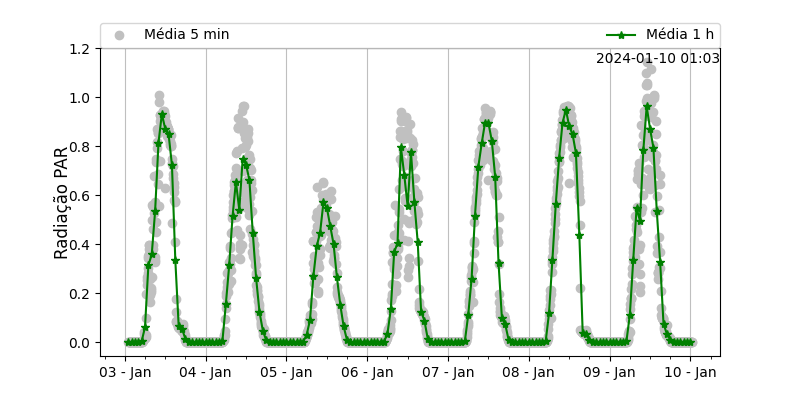 Média 5 min
Média 1 h
2024-01-10 01:03
Radiação PAR
1.2
1.0
0.8
0.6
0.4
0.2
0.0
03 - Jan
04 - Jan
05 - Jan
06 - Jan
07 - Jan
08 - Jan
09 - Jan
10 - Jan